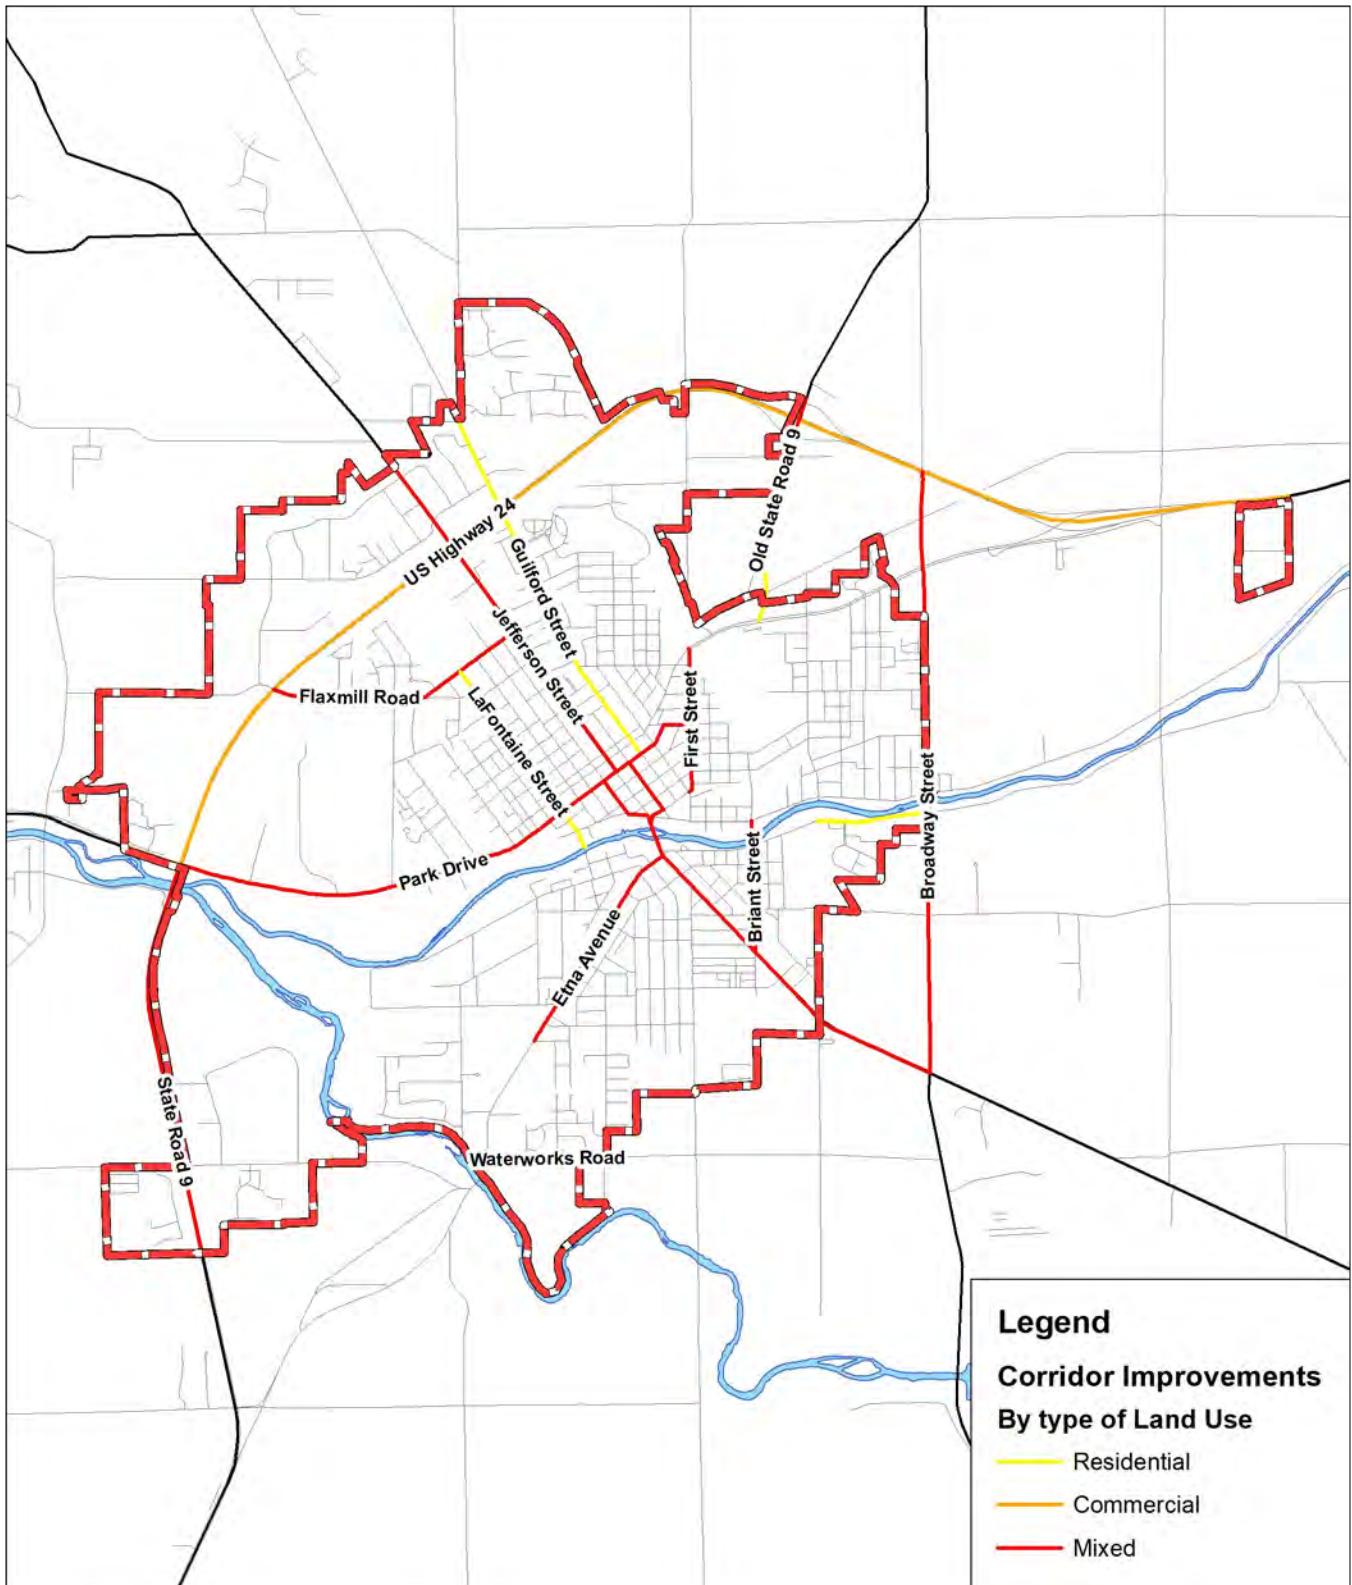 Old State Road 9
US Highway 24
Guilford Street
Jefferson Street
Flaxmill Road
LaFontaine Street
First Street
Broadway Street
Park Drive
Briant Street
Etna Avenue
State Road 9
Waterworks Road
Legend
Corridor Improvements
By type of Land Use
Residential
Commercial
Mixed